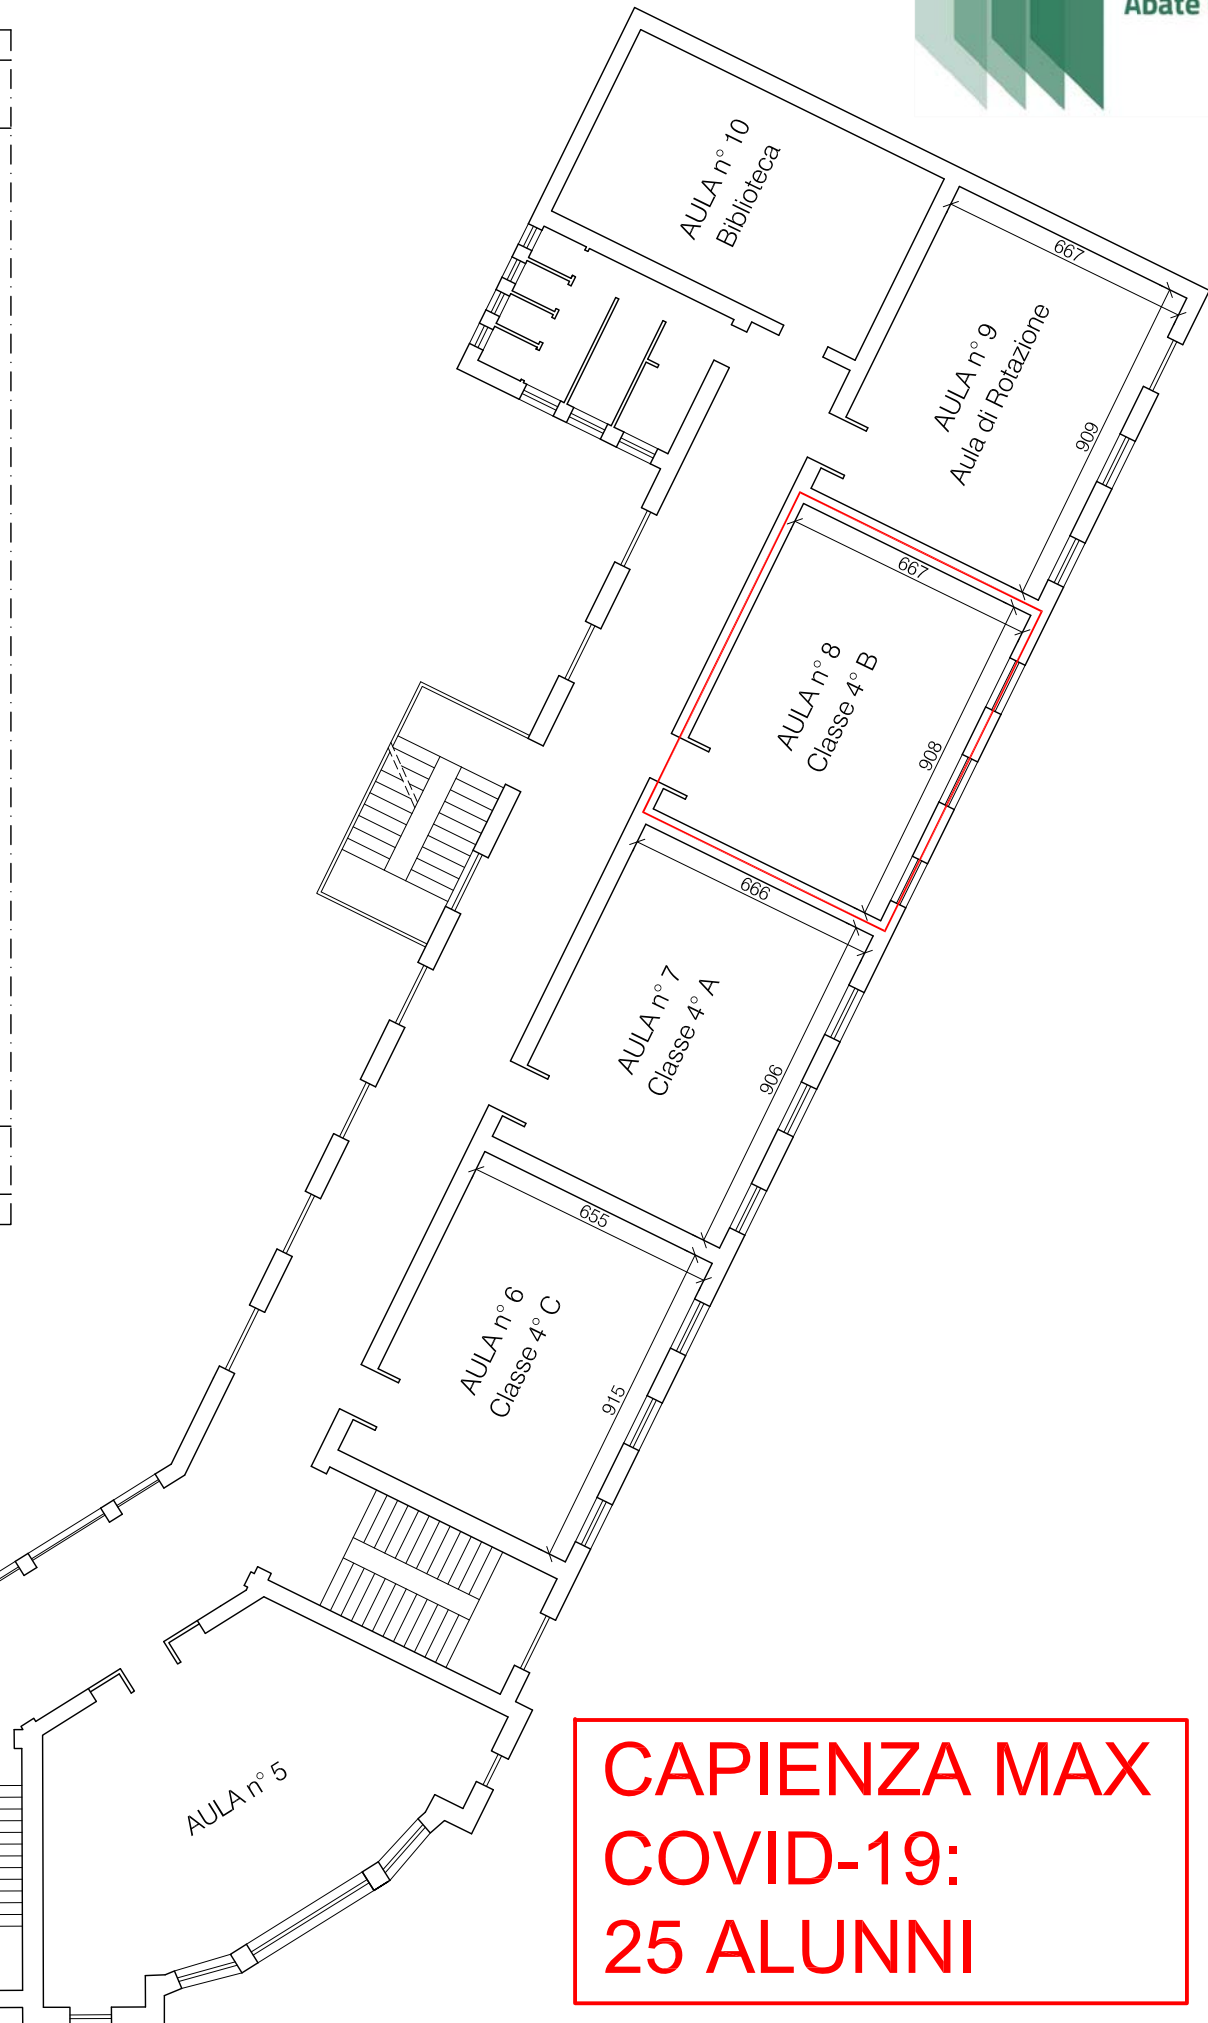 Abate
AULA n° 10
Biblioteca
667
AULA n° 9
Aula di Rotazione
909
667
AULA n° 8
Classe 4° B
908
666
AULA n° 7
Classe 4° A
906
655
AULA n° 6
Classe 4° C
915
AULA n° 5
CAPIENZA MAX
COVID-19:
25 ALUNNI